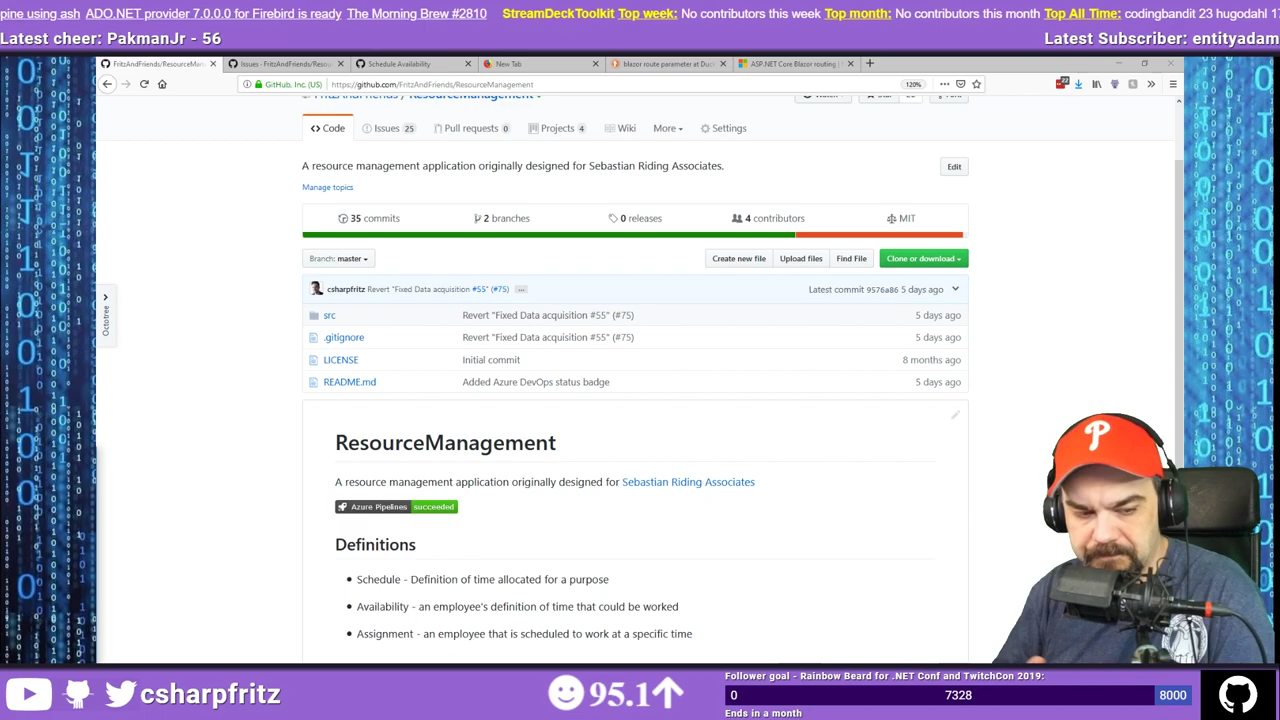 pine using ash ADO.NET provider 7.0.0.0 for Firebird is ready The Morning Brew #2810 StreamDeckToolkit Top week: No contributors this week Top month: No contributors this month Top All Time: codingbandit 23 hugodahl
Latest cheer: PakmanJr - 56
Latest Subscriber: entityadam
FritzAndFriends/ResourceMan
Issues - FritzAndFriends/Resou
Schedule Availability
New Tab
blazor route parameter at Duc
ASP.NET Core Blazor routing |
GitHub, Inc. (US)
https://github.com/FritzAndFriends/ResourceManagement
120%
FritzAndFriends / ResourceManagement
Code
Issues 25
Pull requests 0
Projects 4
Wiki
More
Settings
A resource management application originally designed for Sebastian Riding Associates.
Edit
Manage topics
35 commits
2 branches
0 releases
4 contributors
MIT
Branch: master
Create new file
Upload files
Find File
Clone or download
csharpfritz Revert "Fixed Data acquisition #55" (#75) ...
Latest commit 9576a86 5 days ago
src Revert "Fixed Data acquisition #55" (#75) 5 days ago
.gitignore Revert "Fixed Data acquisition #55" (#75) 5 days ago
LICENSE Initial commit 8 months ago
README.md Added Azure DevOps status badge 5 days ago
Octotree
ResourceManagement
A resource management application originally designed for Sebastian Riding Associates
Azure Pipelines succeeded
Definitions
Schedule - Definition of time allocated for a purpose
Availability - an employee's definition of time that could be worked
Assignment - an employee that is scheduled to work at a specific time
csharpfritz
95.1
Follower goal - Rainbow Beard for .NET Conf and TwitchCon 2019:
0 7328 8000
Ends in a month